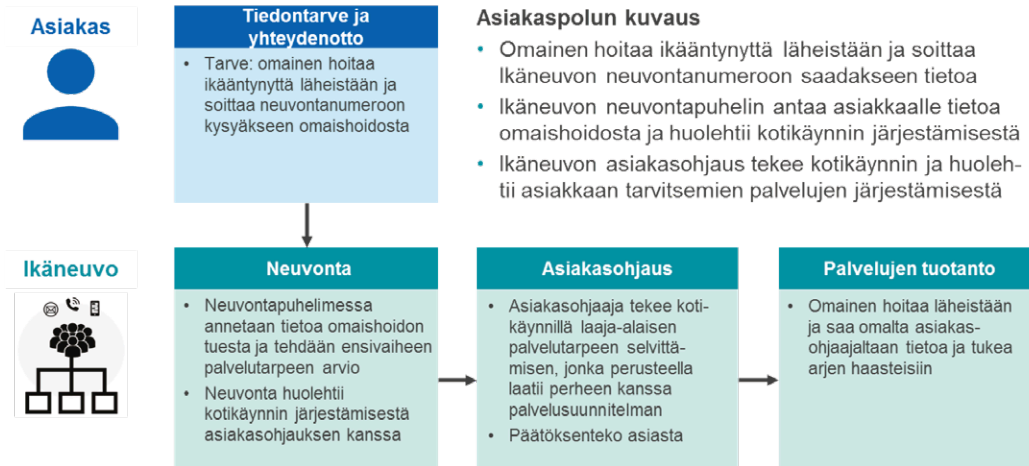 Asiakas
Tiedontarve ja
yhteydenotto
• Tarve: omainen hoitaa
ikääntynyttä läheistään ja
soittaa neuvontanumeroon
kysyäkseen omaishoidosta
Asiakaspolun kuvaus
• Omainen hoitaa ikääntynyttä läheistään ja soittaa
Ikäneuvon neuvontanumeroon saadakseen tietoa
• Ikäneuvon neuvontapuhelin antaa asiakkaalle tietoa
omaishoidosta ja huolehtii kotikäynnin järjestämisestä
• Ikäneuvon asiakasohjaus tekee kotikäynnin ja huoleh-
tii asiakkaan tarvitsemien palvelujen järjestämisestä
Ikäneuvo
Neuvonta
• Neuvontapuhelimessa
annetaan tietoa omaishoidon
tuesta ja tehdään ensivaiheen
palvelutarpeen arvio
• Neuvonta huolehtii
kotikäynnin järjestämisestä
asiakasohjauksen kanssa
Asiakasohjaus
• Asiakasohjaaja tekee koti-
käynnillä laaja-alaisen
palvelutarpeen selvittä-
misen, jonka perusteella
laatii perheen kanssa
palvelusuunnitelman
• Päätöksenteko asiasta
Palvelujen tuotanto
• Omainen hoitaa läheistään
ja saa omalta asiakas-
ohjaajaltaan tietoa ja tukea
arjen haasteisiin